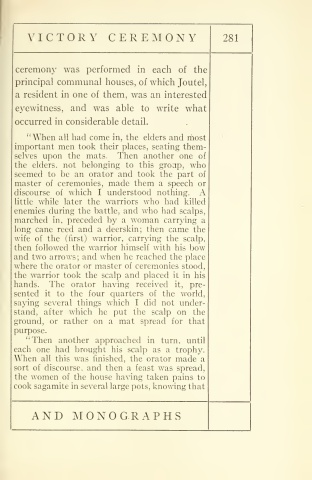 VICTORY CEREMONY
281
ceremony was performed in each of the
principal communal houses, of which Joutel,
a resident in one of them, was an interested
eyewitness, and was able to write what
occurred in considerable detail.
"When all had come in, the elders and most
important men took their places, seating them-
selves upon the mats. Then another one of
the elders, not belonging to this group, who
seemed to be an orator and took the part of
master of ceremonies, made them a speech or
discourse of which I understood nothing. A
little while later the warriors who had killed
enemies during the battle, and who had scalps,
marched in, preceded by a woman carrying a
long cane reed and a deerskin; then came the
wife of the (first) warrior, carrying the scalp,
then followed the warrior himself with his bow
and two arrows; and when he reached the place
where the orator or master of ceremonies stood,
the warrior took the scalp and placed it in his
hands. The orator having received it, pre-
sented it to the four quarters of the world,
saying several things which I did not under-
stand, after which he put the scalp on the
ground, or rather on a mat spread for that
purpose.
"Then another approached in turn, until
each one had brought his scalp as a trophy.
When all this was finished, the orator made a
sort of discourse, and then a feast was spread,
the women of the house having taken pains to
cook sagamite in several large pots, knowing that
AND MONOGRAPHS